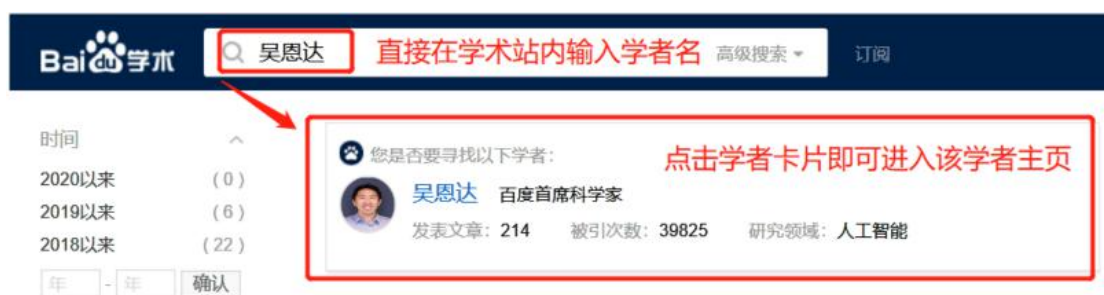 Bai du 学术 吴恩达 直接在学术站内输入学者名 高级搜索 订阅
时间
2020以来 (0)
2019以来 (6)
2018以来 (22)
年 - 年 确认
您是否要寻找以下学者:
点击学者卡片即可进入该学者主页
吴恩达 百度首席科学家
发表文章: 214 被引次数: 39825 研究领域: 人工智能